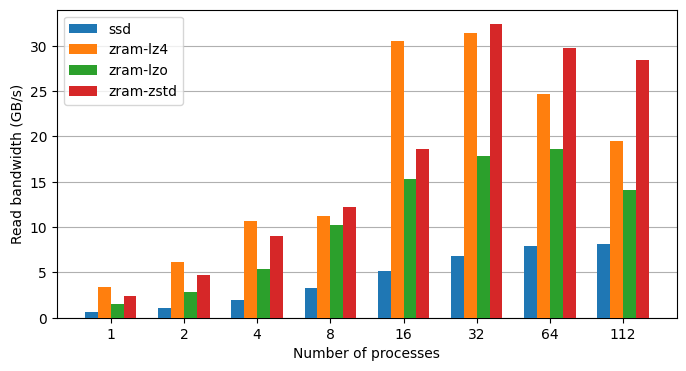 ssd
zram-lz4
zram-lzo
zram-zstd
Read bandwidth (GB/s)
30
25
20
15
10
5
0
1 2 4 8 16 32 64 112
Number of processes